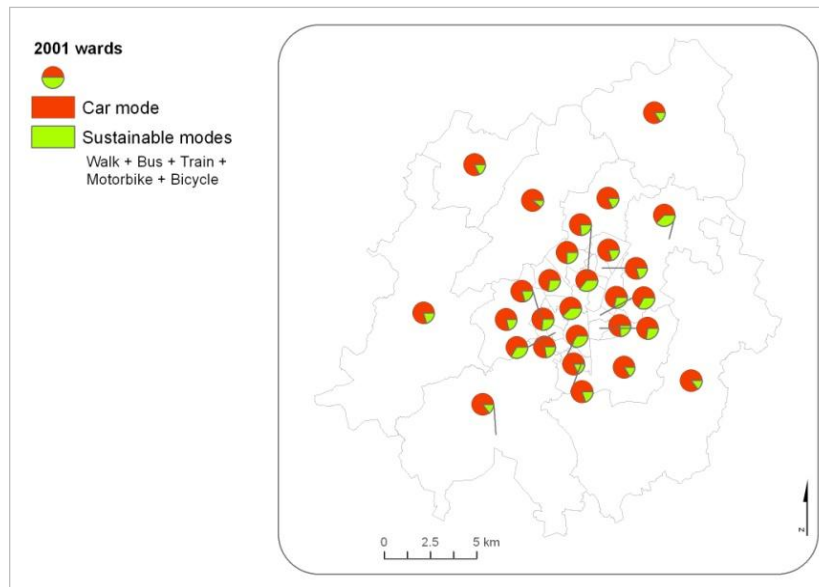 2001 wards
Car mode
Sustainable modes
Walk + Bus + Train +
Motorbike + Bicycle
0 2.5 5 km
N